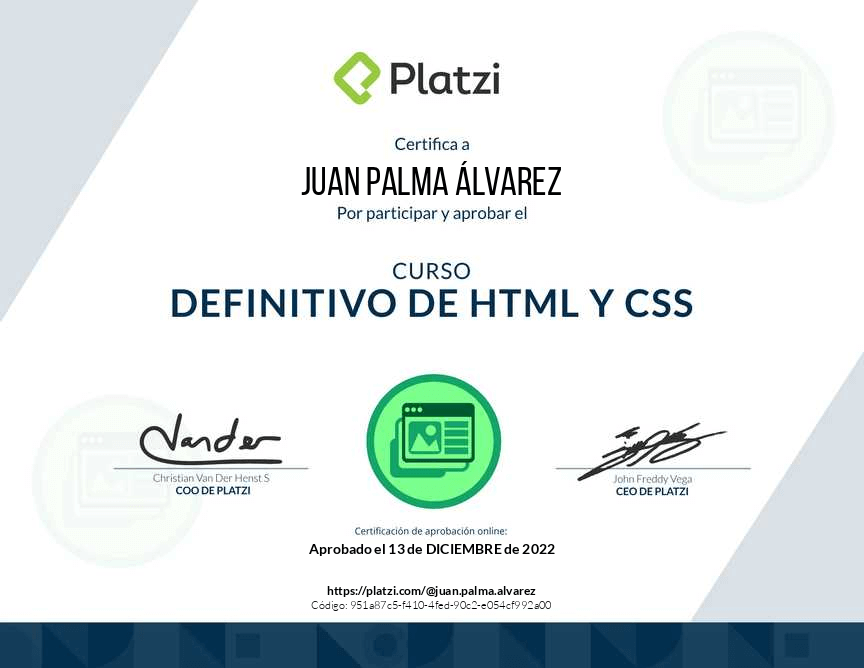 Platzi
Certifica a
JUAN PALMA ÁLVAREZ
Por participar y aprobar el
CURSO
DEFINITIVO DE HTML Y CSS
Vander
Christian Van Der Henst S
COO DE PLATZI
John Freddy Vega
CEO DE PLATZI
Certificación de aprobación online:
Aprobado el 13 de DICIEMBRE de 2022
https://platzi.com/@juan.palma.alvarez
Código: 951a87c5-f410-4fed-90c2-e054cf992a00